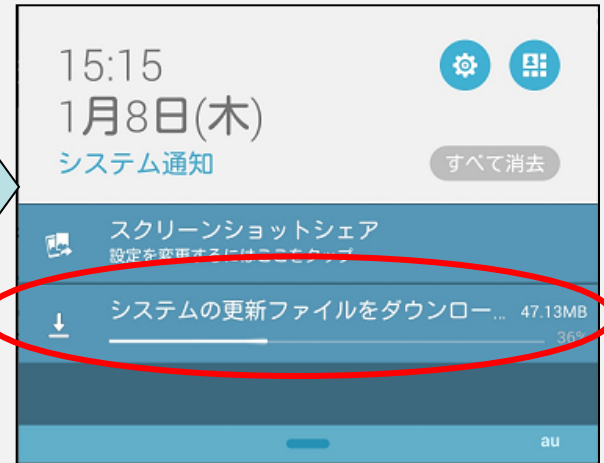 15:15
1月8日(木)
システム通知
すべて消去
スクリーンショットシェア
設定を変更するにはここをタップ
システムの更新ファイルをダウンロー... 47.13MB
36%
au